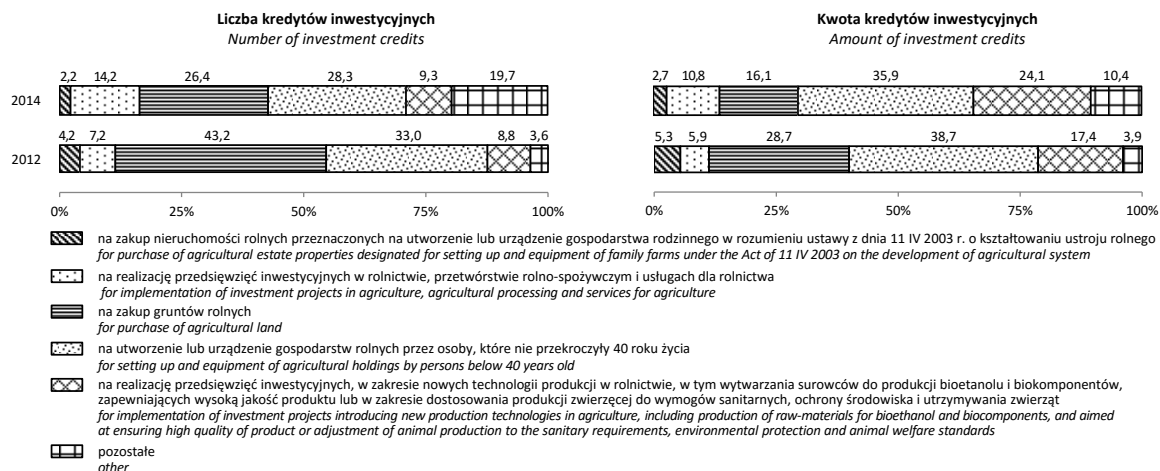 Liczba kredytów inwestycyjnych
Number of investment credits
2014
2,2 14,2 26,4 28,3 9,3 19,7
2012
4,2 7,2 43,2 33,0 8,8 3,6
0% 25% 50% 75% 100%
Kwota kredytów inwestycyjnych
Amount of investment credits
2,7 10,8 16,1 35,9 24,1 10,4
5,3 5,9 28,7 38,7 17,4 3,9
0% 25% 50% 75% 100%
na zakup nieruchomości rolnych przeznaczonych na utworzenie lub urządzenie gospodarstwa rodzinnego w rozumieniu ustawy z dnia 11 IV 2003 r. o kształtowaniu ustroju rolnego
for purchase of agricultural estate properties designated for setting up and equipment of family farms under the Act of 11 IV 2003 on the development of agricultural system
na realizację przedsięwzięć inwestycyjnych w rolnictwie, przetwórstwie rolno-spożywczym i usługach dla rolnictwa
for implementation of investment projects in agriculture, agricultural processing and services for agriculture
na zakup gruntów rolnych
for purchase of agricultural land
na utworzenie lub urządzenie gospodarstw rolnych przez osoby, które nie przekroczyły 40 roku życia
for setting up and equipment of agricultural holdings by persons below 40 years old
na realizację przedsięwzięć inwestycyjnych, w zakresie nowych technologii produkcji w rolnictwie, w tym wytwarzania surowców do produkcji bioetanolu i biokomponentów,
zapewniających wysoką jakość produktu lub w zakresie dostosowania produkcji zwierzęcej do wymogów sanitarnych, ochrony środowiska i utrzymywania zwierząt
for implementation of investment projects introducing new production technologies in agriculture, including production of raw-materials for bioethanol and biocomponents, and aimed
at ensuring high quality of product or adjustment of animal production to the sanitary requirements, environmental protection and animal welfare standards
pozostałe
other